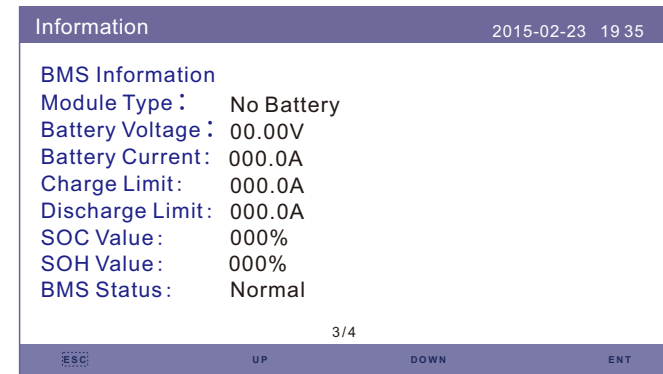 Information 2015-02-23 19 35
BMS Information
Module Type: No Battery
Battery Voltage: 00.00V
Battery Current: 000.0A
Charge Limit: 000.0A
Discharge Limit: 000.0A
SOC Value: 000%
SOH Value: 000%
BMS Status: Normal
3/4
ESC UP DOWN ENT